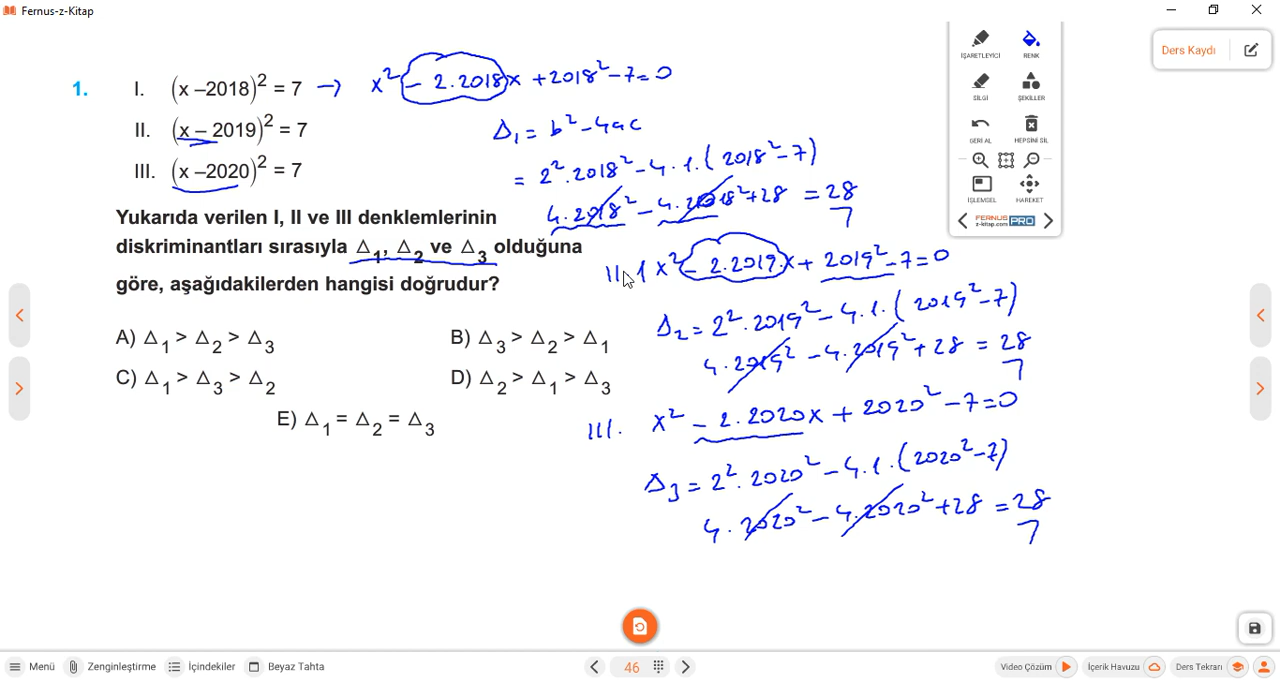 Fernus-z-Kitap
1. I. (x –2018)² = 7 → x² – 2.2018x + 2018² – 7 = 0
II. (x – 2019)² = 7
III. (x –2020)² = 7
Δ₁ = b² – 4ac
= 2².2018² – 4.1.(2018² – 7)
4.2018² – 4.2018² + 28 = 28
7
Yukarıda verilen I, II ve III denklemlerinin
diskriminantları sırasıyla Δ₁, Δ₂ ve Δ₃ olduğuna
göre, aşağıdakilerden hangisi doğrudur?
A) Δ₁ > Δ₂ > Δ₃
B) Δ₃ > Δ₂ > Δ₁
C) Δ₁ > Δ₃ > Δ₂
D) Δ₂ > Δ₁ > Δ₃
E) Δ₁ = Δ₂ = Δ₃
II. 1x² – 2.2019.x + 2019² – 7 = 0
Δ₂ = 2².2019² – 4.1.(2019² – 7)
4.2019² – 4.2019² + 28 = 28
7
III. x² – 2.2020x + 2020² – 7 = 0
Δ₃ = 2².2020² – 4.1.(2020² – 7)
4.2020² – 4.2020² + 28 = 28
7
İŞARETLEYİCİ RENK
SİLGİ ŞEKİLLER
GERİ AL HEPSİNİ SİL
İŞLEMSEL HAREKET
FERNUS
z-kitap.com PRO
Ders Kaydı
Menü Zenginleştirme İçindekiler Beyaz Tahta 46 Video Çözüm İçerik Havuzu Ders Tekrarı